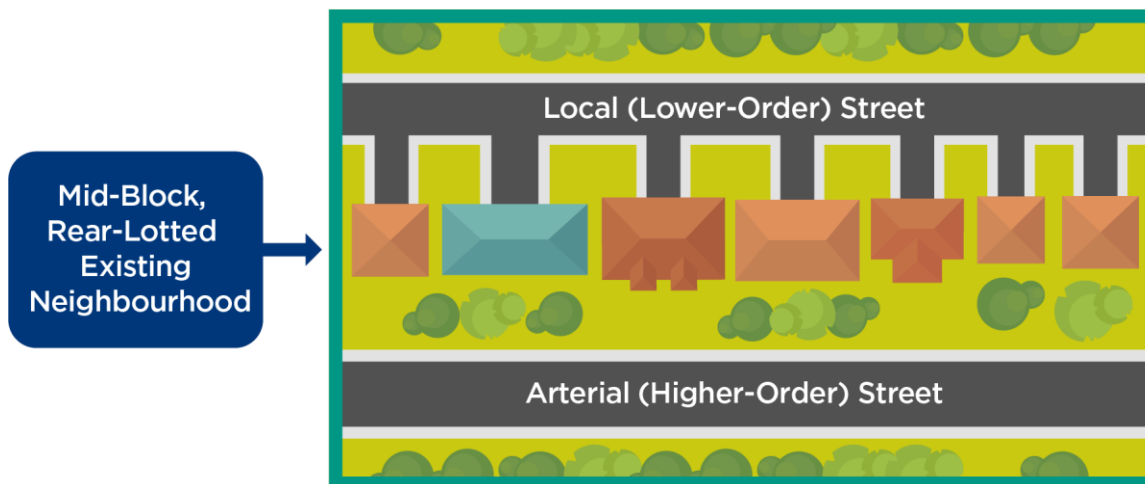 Mid-Block,
Rear-Lotted
Existing
Neighbourhood
Local (Lower-Order) Street
Arterial (Higher-Order) Street